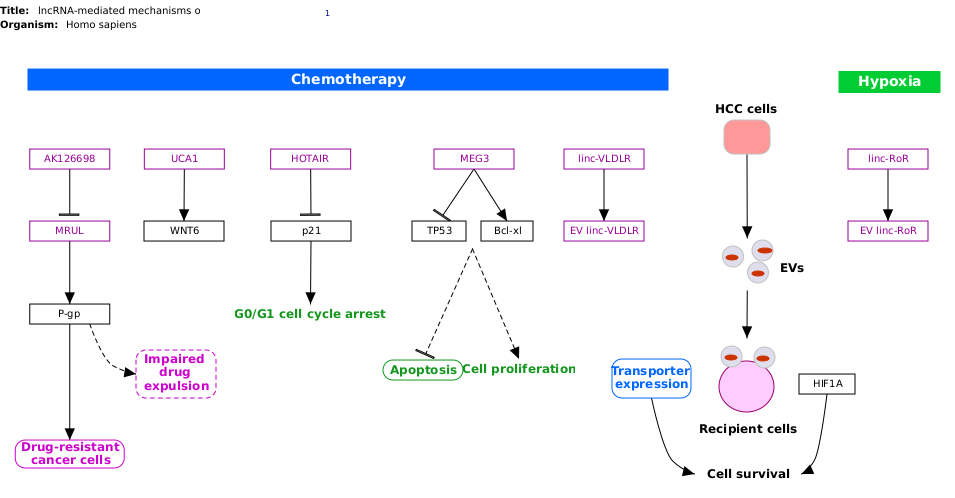 Title: lncRNA-mediated mechanisms o
1
Organism: Homo sapiens
Chemotherapy
Hypoxia
HCC cells
AK126698
UCA1
HOTAIR
MEG3
linc-VLDLR
linc-RoR
MRUL
WNT6
p21
TP53
Bcl-xl
EV linc-VLDLR
EV linc-RoR
EVs
P-gp
G0/G1 cell cycle arrest
Impaired
drug
expulsion
Apoptosis
Cell proliferation
Transporter
expression
HIF1A
Recipient cells
Drug-resistant
cancer cells
Cell survival